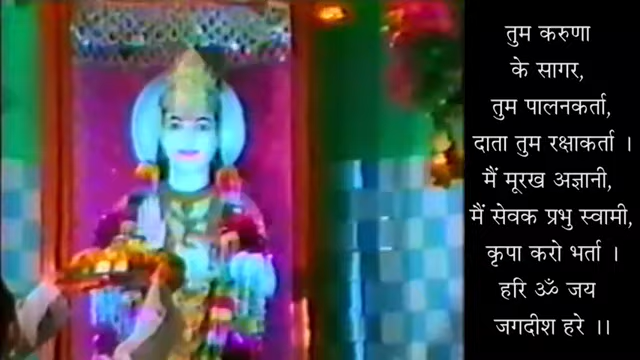 तुम करुणा
के सागर,
तुम पालनकर्ता,
दाता तुम रक्षाकर्ता ।
मैं मूरख अज्ञानी,
मैं सेवक प्रभु स्वामी,
कृपा करो भर्ता ।
हरि ॐ जय
जगदीश हरे ।।